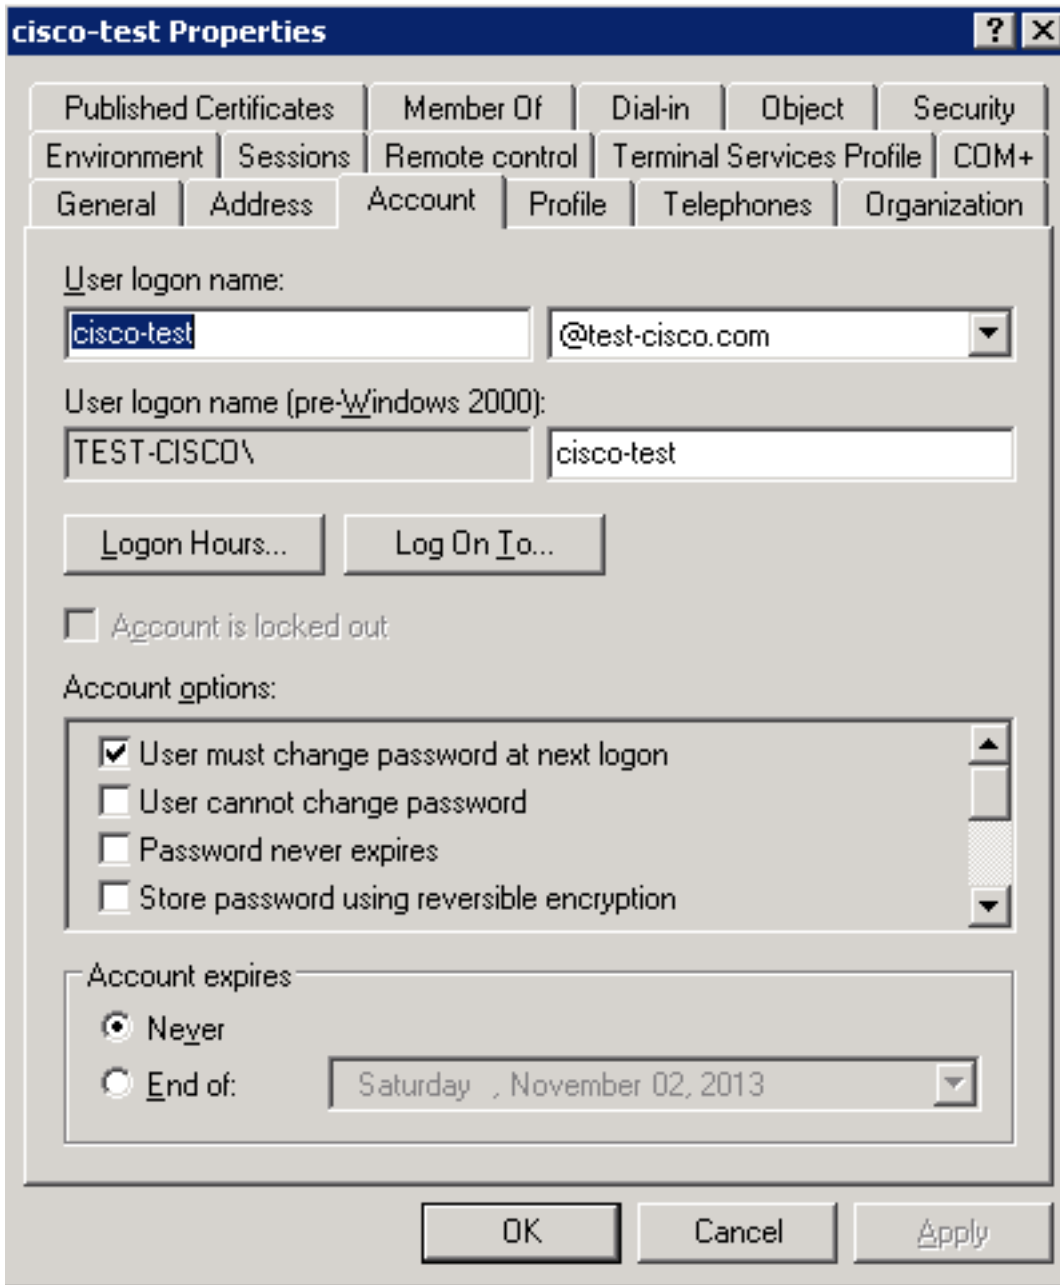 cisco-test Properties
Published Certificates Member Of Dial-in Object Security
Environment Sessions Remote control Terminal Services Profile COM+
General Address Account Profile Telephones Organization
User logon name:
cisco-test @test-cisco.com
User logon name (pre-Windows 2000):
TEST-CISCO\ cisco-test
Logon Hours... Log On To...
Account is locked out
Account options:
User must change password at next logon
User cannot change password
Password never expires
Store password using reversible encryption
Account expires
Never
End of: Saturday , November 02, 2013
OK Cancel Apply